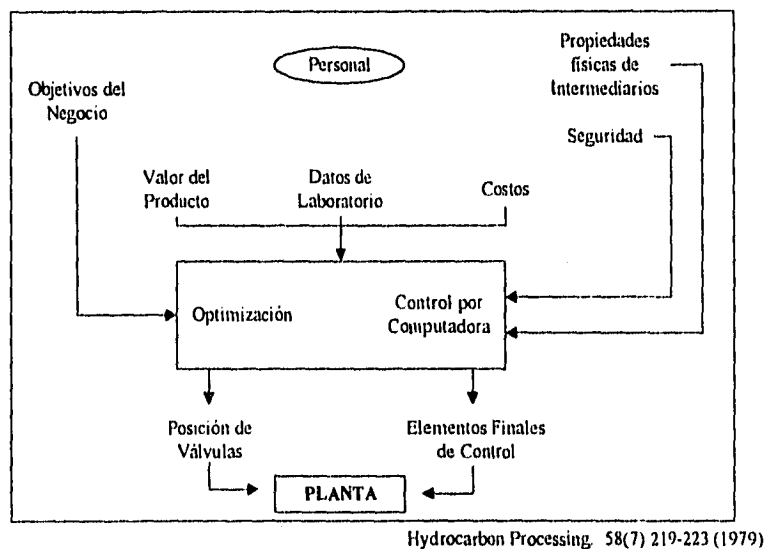 Personal
Propiedades
físicas de
Intermediarios
Objetivos del
Negocio
Seguridad
Valor del
Producto
Datos de
Laboratorio
Costos
Optimización
Control por
Computadora
Posición de
Válvulas
Elementos Finales
de Control
PLANTA
Hydrocarbon Processing. 58(7) 219-223 (1979)